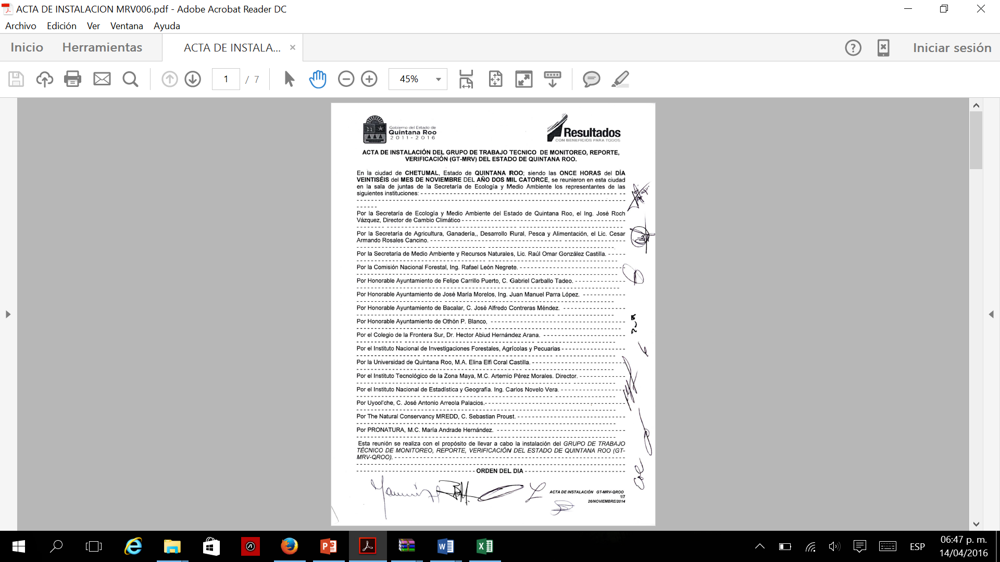 ACTA DE INSTALACION MRV006.pdf - Adobe Acrobat Reader DC
Archivo Edición Ver Ventana Ayuda
Inicio Herramientas ACTA DE INSTALA... × Iniciar sesión
1 / 7 45%
Gobierno del Estado de
Quintana Roo
2011-2016
Resultados
CON BENEFICIOS PARA TODOS
ACTA DE INSTALACIÓN DEL GRUPO DE TRABAJO TECNICO DE MONITOREO, REPORTE,
VERIFICACIÓN (GT-MRV) DEL ESTADO DE QUINTANA ROO.
En la ciudad de CHETUMAL, Estado de QUINTANA ROO; siendo las ONCE HORAS del DÍA
VEINTISÉIS del MES DE NOVIEMBRE DEL AÑO DOS MIL CATORCE, se reunieron en esta ciudad
en la sala de juntas de la Secretaría de Ecología y Medio Ambiente los representantes de las
siguientes instituciones:
Por la Secretaría de Ecología y Medio Ambiente del Estado de Quintana Roo, el Ing. José Roch
Vázquez, Director de Cambio Climático
Por la Secretaría de Agricultura, Ganadería,, Desarrollo Rural, Pesca y Alimentación, el Lic. Cesar
Armando Rosales Cancino.
Por la Secretaría de Medio Ambiente y Recursos Naturales, Lic. Raúl Omar González Castilla.
Por la Comisión Nacional Forestal, Ing. Rafael León Negrete.
Por Honorable Ayuntamiento de Felipe Carrillo Puerto, C. Gabriel Carballo Tadeo.
Por Honorable Ayuntamiento de José María Morelos, Ing. Juan Manuel Parra López.
Por Honorable Ayuntamiento de Bacalar, C. José Alfredo Contreras Méndez.
Por Honorable Ayuntamiento de Othón P. Blanco,
Por el Colegio de la Frontera Sur, Dr. Hector Abiud Hernández Arana.
Por el Instituto Nacional de Investigaciones Forestales, Agrícolas y Pecuarias
Por la Universidad de Quintana Roo, M.A. Elina Elfi Coral Castilla.
Por el Instituto Tecnológico de la Zona Maya, M.C. Artemio Pérez Morales. Director.
Por el Instituto Nacional de Estadística y Geografía. Ing. Carlos Novelo Vera.
Por Uyool'che, C. José Antonio Arreola Palacios.
Por The Natural Conservancy MREDD, C. Sebastian Proust.
Por PRONATURA, M.C. María Andrade Hernández.
Esta reunión se realiza con el propósito de llevar a cabo la instalación del GRUPO DE TRABAJO
TÉCNICO DE MONITOREO, REPORTE, VERIFICACIÓN DEL ESTADO DE QUINTANA ROO (GT-
MRV-QROO).
ORDEN DEL DIA
ACTA DE INSTALACIÓN GT-MRV-QROO
1/7
26/NOVIEMBRE/2014
ESP
06:47 p. m.
14/04/2016